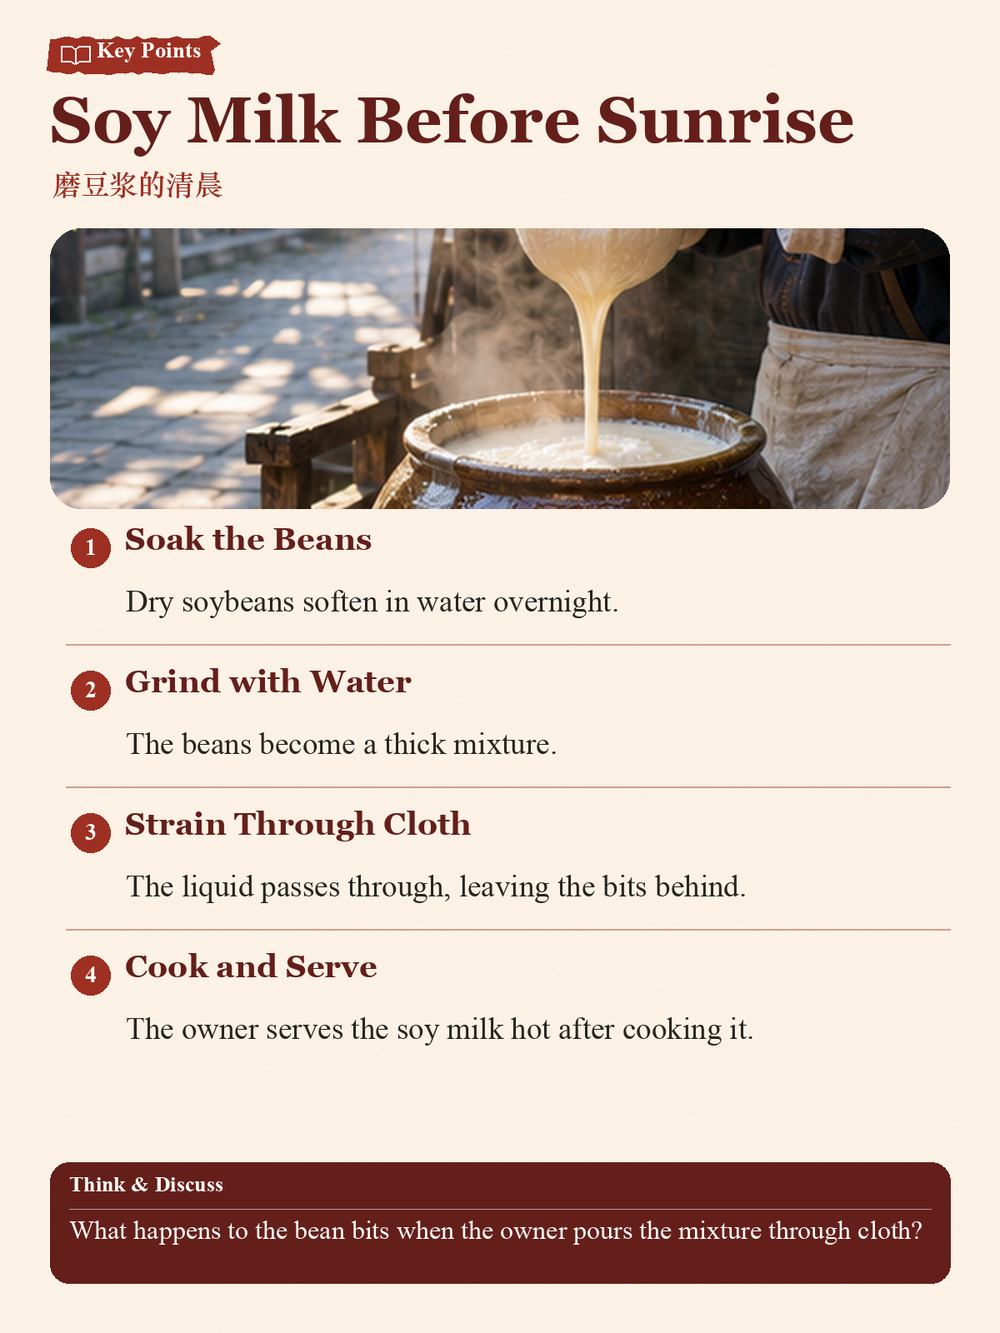 Key Points
Soy Milk Before Sunrise
磨豆浆的清晨
1 Soak the Beans
Dry soybeans soften in water overnight.
2 Grind with Water
The beans become a thick mixture.
3 Strain Through Cloth
The liquid passes through, leaving the bits behind.
4 Cook and Serve
The owner serves the soy milk hot after cooking it.
Think & Discuss
What happens to the bean bits when the owner pours the mixture through cloth?